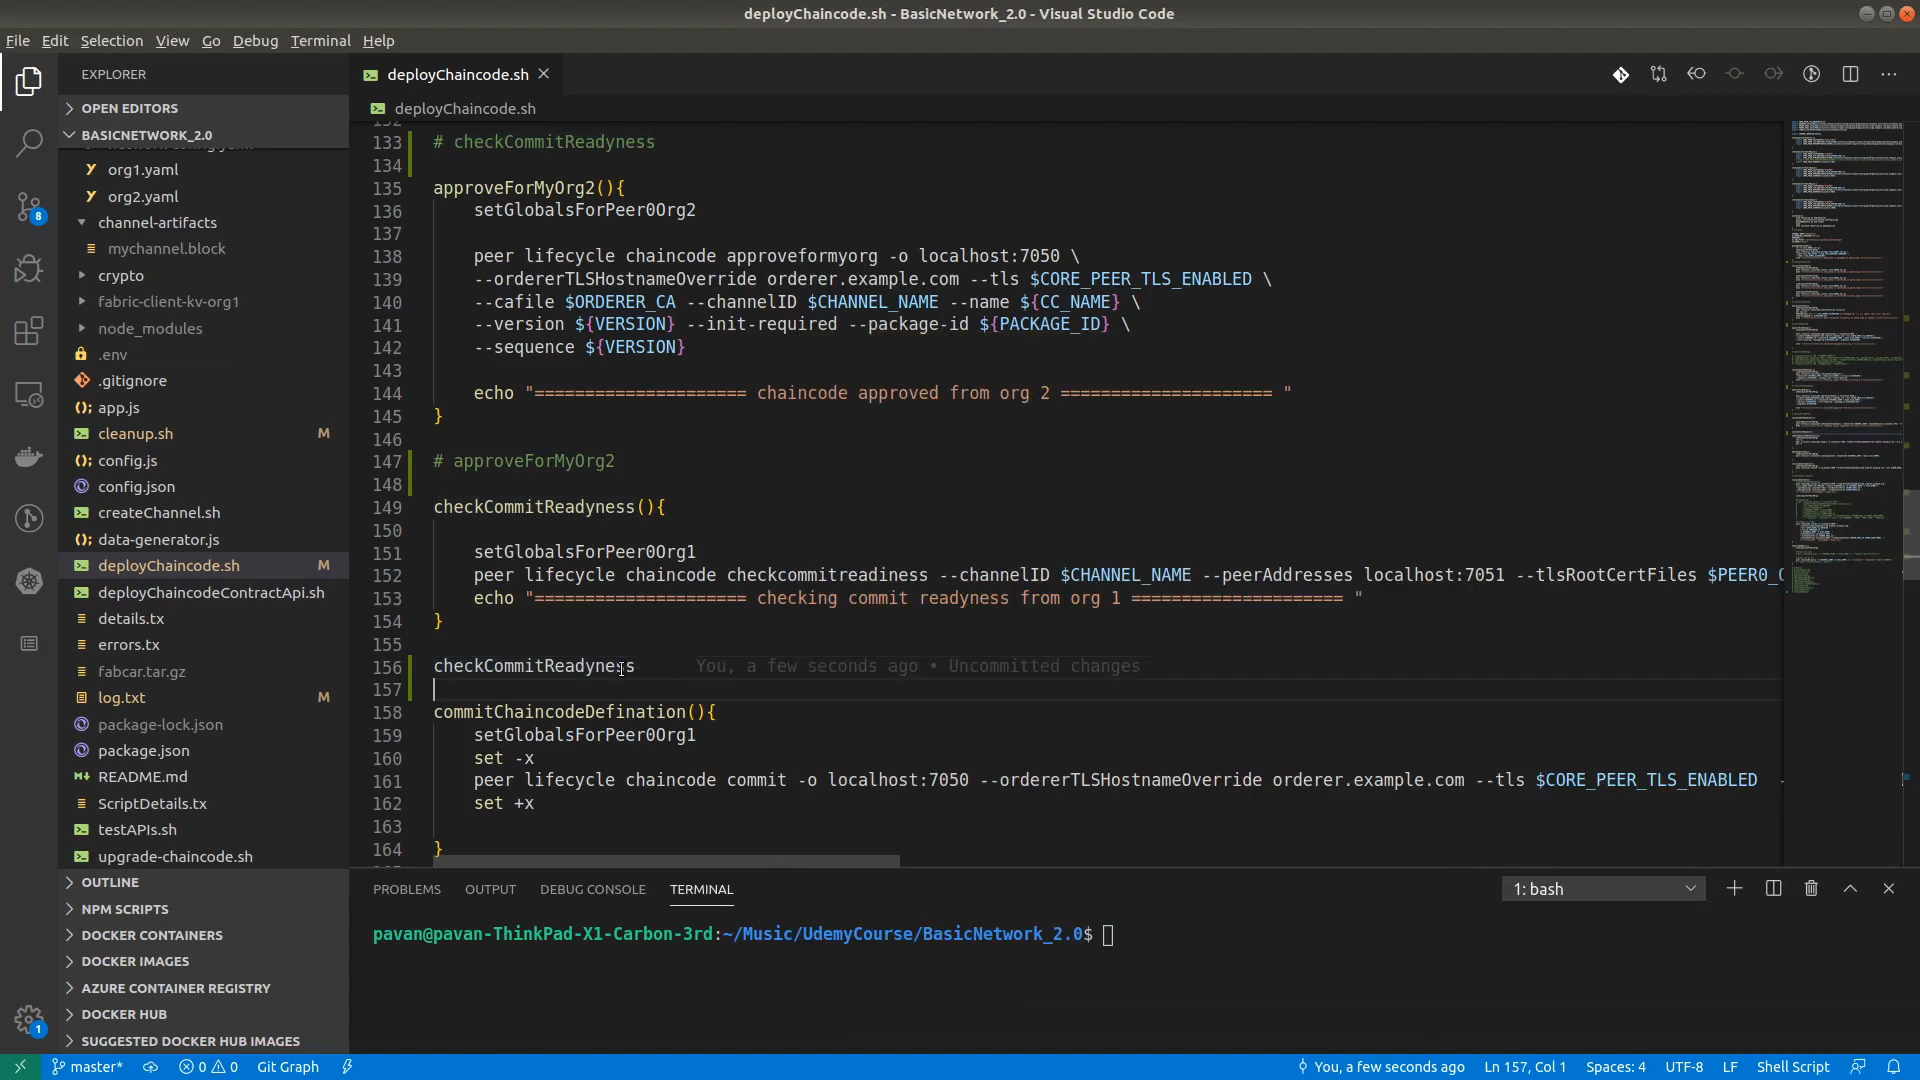 deployChaincode.sh - BasicNetwork_2.0 - Visual Studio Code
File Edit Selection View Go Debug Terminal Help
EXPLORER
OPEN EDITORS
BASICNETWORK_2.0
org1.yaml
org2.yaml
channel-artifacts
mychannel.block
crypto
fabric-client-kv-org1
node_modules
.env
.gitignore
app.js
cleanup.sh M
config.js
config.json
createChannel.sh
data-generator.js
deployChaincode.sh M
deployChaincodeContractApi.sh
details.tx
errors.tx
fabcar.tar.gz
log.txt M
package-lock.json
package.json
README.md
ScriptDetails.tx
testAPIs.sh
upgrade-chaincode.sh
OUTLINE
NPM SCRIPTS
DOCKER CONTAINERS
DOCKER IMAGES
AZURE CONTAINER REGISTRY
DOCKER HUB
SUGGESTED DOCKER HUB IMAGES
8
1
deployChaincode.sh
deployChaincode.sh
132
133 # checkCommitReadyness
134
135 approveForMyOrg2(){
136 setGlobalsForPeer0Org2
137
138 peer lifecycle chaincode approveformyorg -o localhost:7050 \
139 --ordererTLSHostnameOverride orderer.example.com --tls $CORE_PEER_TLS_ENABLED \
140 --cafile $ORDERER_CA --channelID $CHANNEL_NAME --name ${CC_NAME} \
141 --version ${VERSION} --init-required --package-id ${PACKAGE_ID} \
142 --sequence ${VERSION}
143
144 echo "===================== chaincode approved from org 2 ===================== "
145 }
146
147 # approveForMyOrg2
148
149 checkCommitReadyness(){
150
151 setGlobalsForPeer0Org1
152 peer lifecycle chaincode checkcommitreadiness --channelID $CHANNEL_NAME --peerAddresses localhost:7051 --tlsRootCertFiles $PEER0_
153 echo "===================== checking commit readyness from org 1 ===================== "
154 }
155
156 checkCommitReadyness You, a few seconds ago • Uncommitted changes
157
158 commitChaincodeDefination(){
159 setGlobalsForPeer0Org1
160 set -x
161 peer lifecycle chaincode commit -o localhost:7050 --ordererTLSHostnameOverride orderer.example.com --tls $CORE_PEER_TLS_ENABLED -
162 set +x
163
164 }
PROBLEMS OUTPUT DEBUG CONSOLE TERMINAL
1: bash
pavan@pavan-ThinkPad-X1-Carbon-3rd:~/Music/UdemyCourse/BasicNetwork_2.0$
master* 0 0 Git Graph You, a few seconds ago Ln 157, Col 1 Spaces: 4 UTF-8 LF Shell Script